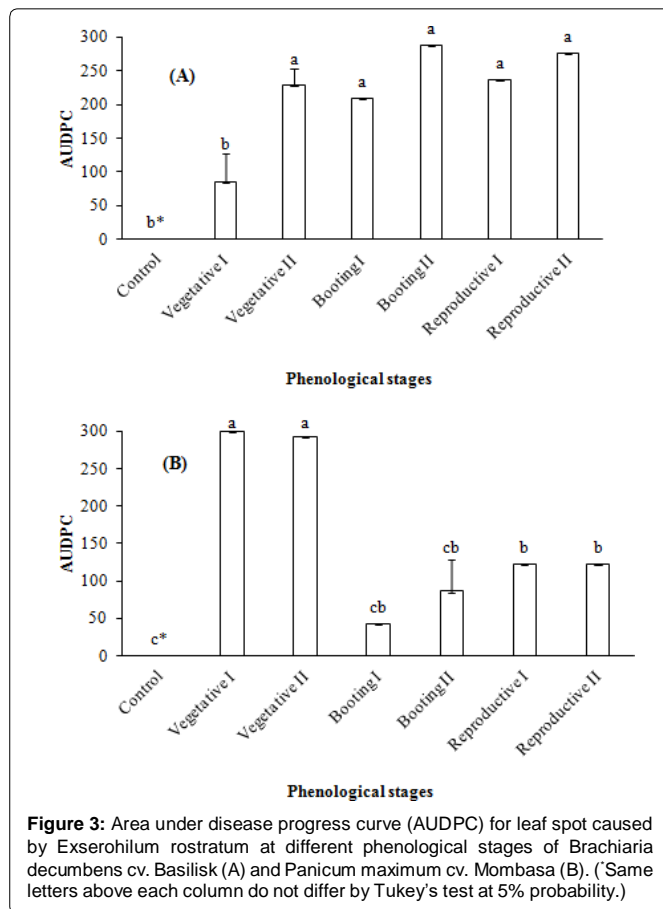 300
250
200
150
100
50
0
AUDPC
(A)
b*
b
a
a
a
a
a
Control
Vegetative I
Vegetative II
Booting I
Booting II
Reproductive I
Reproductive II
Phenological stages
300
250
200
150
100
50
0
AUDPC
(B)
c*
a
a
cb
cb
b
b
Control
Vegetative I
Vegetative II
Booting I
Booting II
Reproductive I
Reproductive II
Phenological stages
Figure 3: Area under disease progress curve (AUDPC) for leaf spot caused
by Exserohilum rostratum at different phenological stages of Brachiaria
decumbens cv. Basilisk (A) and Panicum maximum cv. Mombasa (B). (*Same
letters above each column do not differ by Tukey's test at 5% probability.)